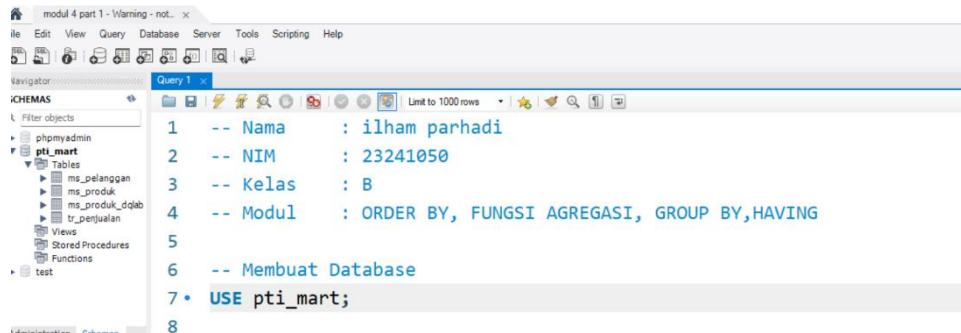 modul 4 part 1 - Warning - not...
Edit View Query Database Server Tools Scripting Help
Navigator
Query 1
SCHEMAS
Filter objects
phpmyadmin
pti_mart
Tables
ms_pelanggan
ms_produk
ms_produk_dqlab
tr_penjualan
Views
Stored Procedures
Functions
test
Limit to 1000 rows
1 -- Nama : ilham parhadi
2 -- NIM : 23241050
3 -- Kelas : B
4 -- Modul : ORDER BY, FUNGSI AGREGASI, GROUP BY,HAVING
5
6 -- Membuat Database
7 USE pti_mart;
8